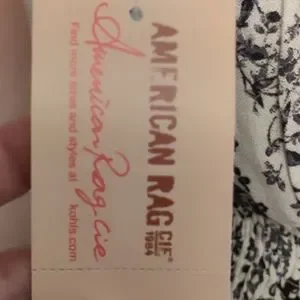 AMERICAN RAG CIE®
1984
American Rag Cie
Find more sizes and styles at
kohls.com